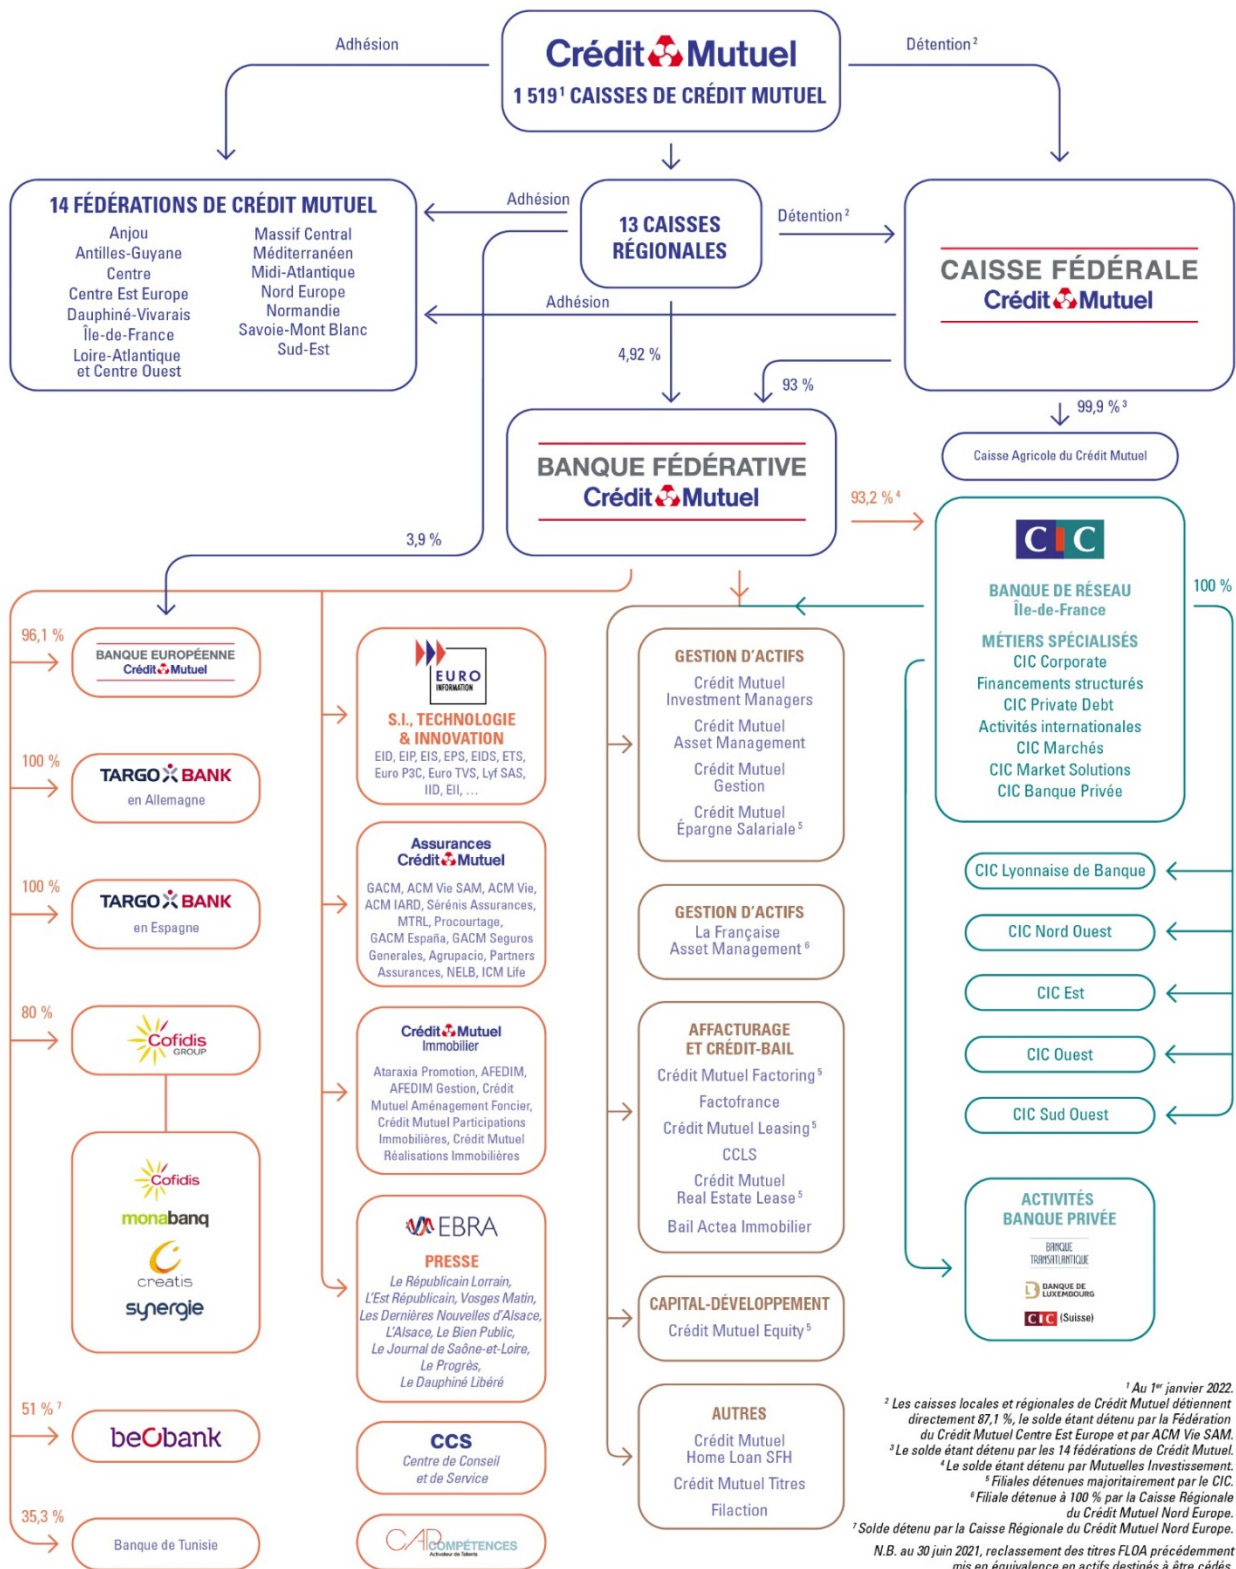 Crédit Mutuel
1 519¹ CAISSES DE CRÉDIT MUTUEL
Adhésion
Détention²
14 FÉDÉRATIONS DE CRÉDIT MUTUEL
Anjou
Antilles-Guyane
Centre
Centre Est Europe
Dauphiné-Vivarais
Île-de-France
Loire-Atlantique
et Centre Ouest
Massif Central
Méditerranéen
Midi-Atlantique
Nord Europe
Normandie
Savoie-Mont Blanc
Sud-Est
Adhésion
13 CAISSES
RÉGIONALES
Détention²
Adhésion
CAISSE FÉDÉRALE
Crédit Mutuel
4,92 %
93 %
99,9 %³
Caisse Agricole du Crédit Mutuel
BANQUE FÉDÉRATIVE
Crédit Mutuel
93,2 %⁴
3,9 %
96,1 %
BANQUE EUROPÉENNE
Crédit Mutuel
100 %
TARGO BANK
en Allemagne
100 %
TARGO BANK
en Espagne
80 %
Cofidis
GROUP
Cofidis
monabanq
creatis
synergie
51 %⁷
beobank
35,3 %
Banque de Tunisie
EURO
INFORMATION
S.I., TECHNOLOGIE
& INNOVATION
EID, EIP, EIS, EPS, EIDS, ETS,
Euro P3C, Euro TVS, Lyf SAS,
IID, EII, ...
Assurances
Crédit Mutuel
GACM, ACM Vie SAM, ACM Vie,
ACM IARD, Sérénis Assurances,
MTRL, Procourtage,
GACM España, GACM Seguros
Generales, Agrupacio, Partners
Assurances, NELB, ICM Life
Crédit Mutuel
Immobilier
Ataraxia Promotion, AFEDIM,
AFEDIM Gestion, Crédit
Mutuel Aménagement Foncier,
Crédit Mutuel Participations
Immobilières, Crédit Mutuel
Réalisations Immobilières
EBRA
PRESSE
Le Républicain Lorrain,
L'Est Républicain, Vosges Matin,
Les Dernières Nouvelles d'Alsace,
L'Alsace, Le Bien Public,
Le Journal de Saône-et-Loire,
Le Progrès,
Le Dauphiné Libéré
CCS
Centre de Conseil
et de Service
CAP COMPÉTENCES
Activateur de Talents
GESTION D'ACTIFS
Crédit Mutuel
Investment Managers
Crédit Mutuel
Asset Management
Crédit Mutuel
Gestion
Crédit Mutuel
Épargne Salariale⁵
GESTION D'ACTIFS
La Française
Asset Management⁶
AFFACTURAGE
ET CRÉDIT-BAIL
Crédit Mutuel Factoring⁵
Factofrance
Crédit Mutuel Leasing⁵
CCLS
Crédit Mutuel
Real Estate Lease⁵
Bail Actea Immobilier
CAPITAL-DÉVELOPPEMENT
Crédit Mutuel Equity⁵
AUTRES
Crédit Mutuel
Home Loan SFH
Crédit Mutuel Titres
Filaction
CIC
BANQUE DE RÉSEAU
Île-de-France
MÉTIERS SPÉCIALISÉS
CIC Corporate
Financements structurés
CIC Private Debt
Activités internationales
CIC Marchés
CIC Market Solutions
CIC Banque Privée
100 %
CIC Lyonnaise de Banque
CIC Nord Ouest
CIC Est
CIC Ouest
CIC Sud Ouest
ACTIVITÉS
BANQUE PRIVÉE
BANQUE
TRANSATLANTIQUE
BANQUE DE
LUXEMBOURG
CIC (Suisse)
¹ Au 1er janvier 2022.
² Les caisses locales et régionales de Crédit Mutuel détiennent
directement 87,1 %, le solde étant détenu par la Fédération
du Crédit Mutuel Centre Est Europe et par ACM Vie SAM.
³ Le solde étant détenu par les 14 fédérations de Crédit Mutuel.
⁴ Le solde étant détenu par Mutuelles Investissement.
⁵ Filiales détenues majoritairement par le CIC.
⁶ Filiale détenue à 100 % par la Caisse Régionale
du Crédit Mutuel Nord Europe.
⁷ Solde détenu par la Caisse Régionale du Crédit Mutuel Nord Europe.
N.B. au 30 juin 2021, reclassement des titres FLOA précédemment
mis en équivalence en actifs destinés à être cédés.